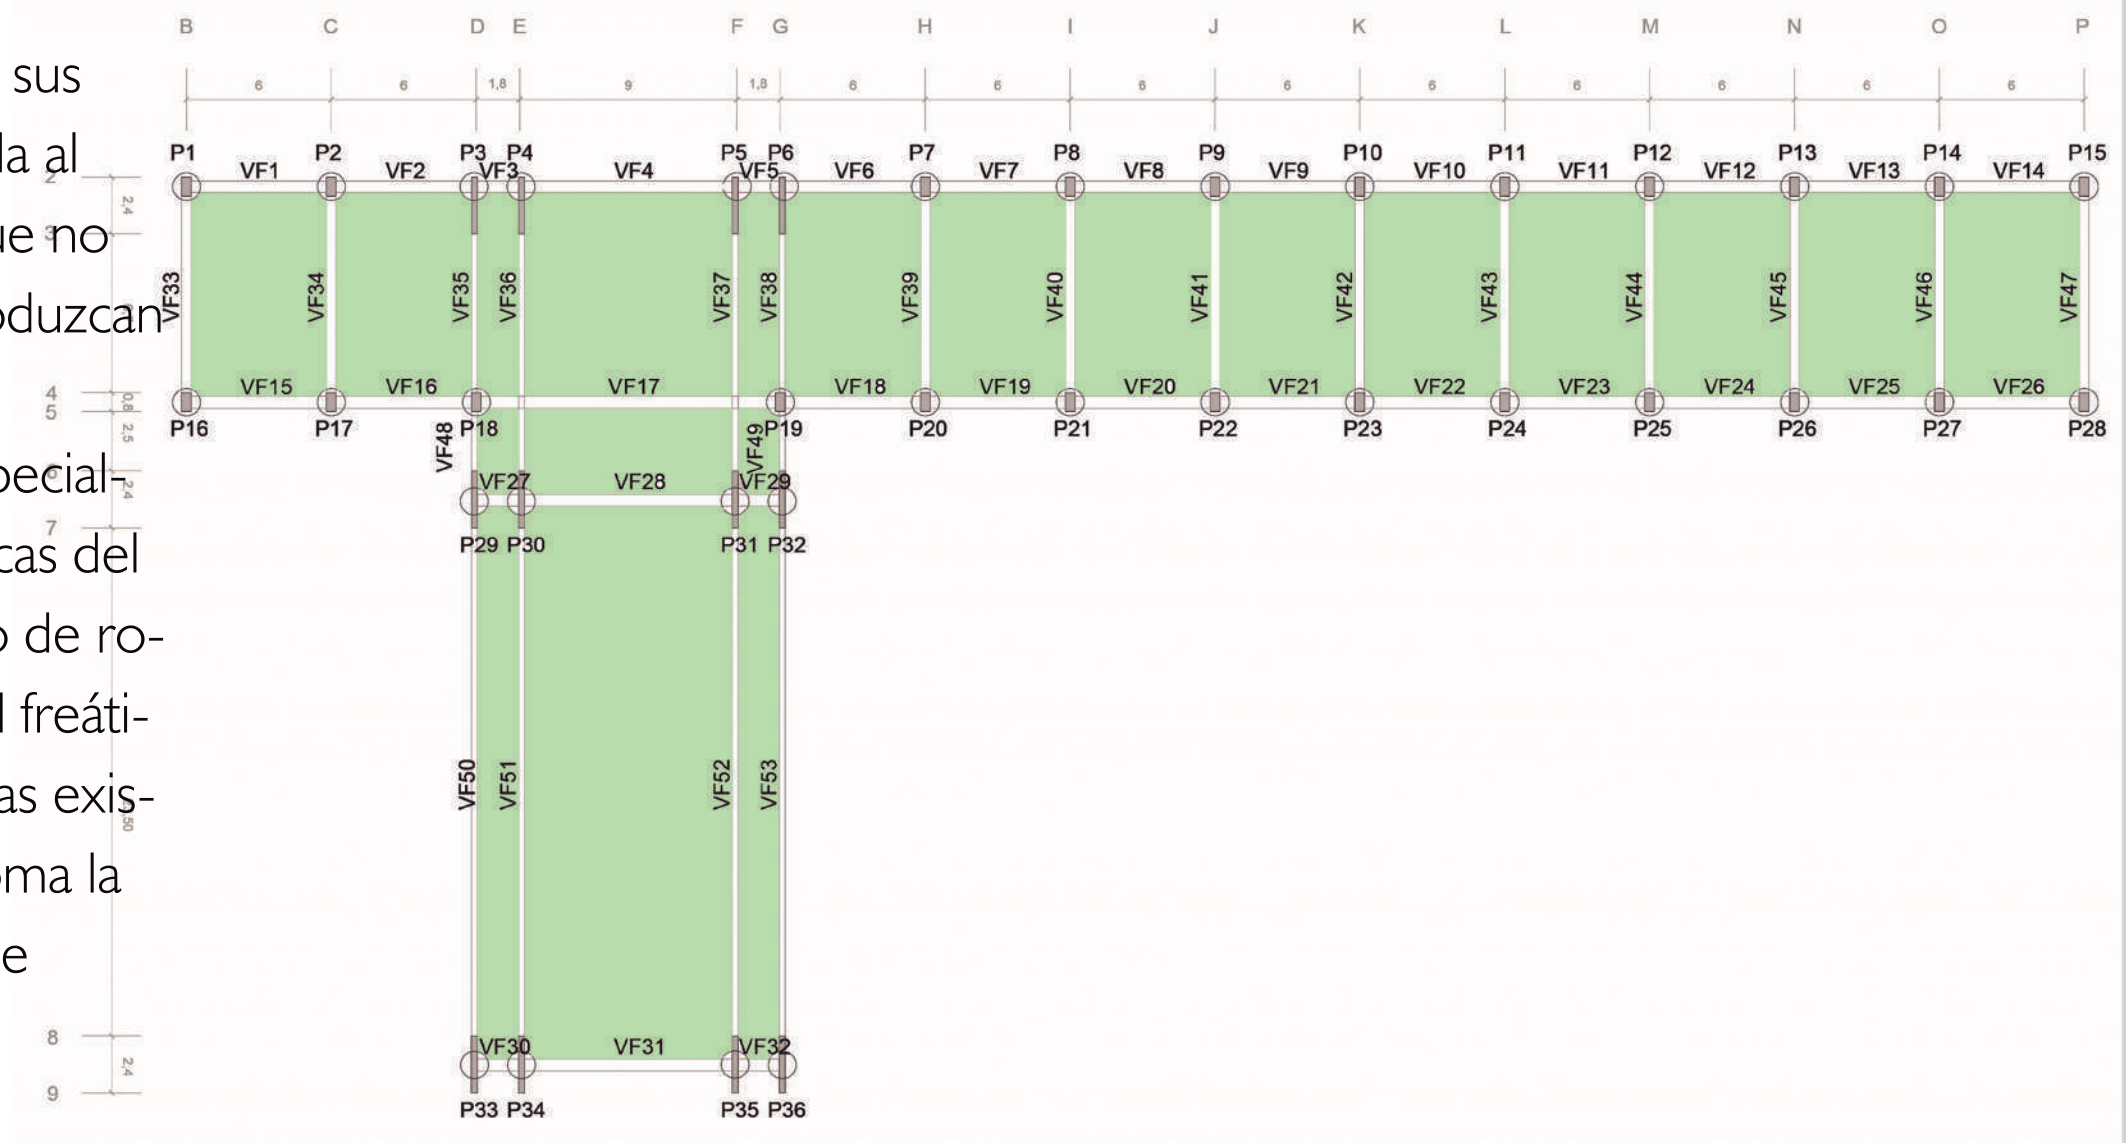 B C D E F G H I J K L M N O P
6 6 1,8 9 1,8 6 6 6 6 6 6 6 6 6
sus
P1 P2 P3 P4 P5 P6 P7 P8 P9 P10 P11 P12 P13 P14 P15
la al
VF1 VF2 VF3 VF4 VF5 VF6 VF7 VF8 VF9 VF10 VF11 VF12 VF13 VF14
2
2,4
3
ue no
VF33 VF34 VF35 VF36 VF37 VF38 VF39 VF40 VF41 VF42 VF43 VF44 VF45 VF46 VF47
oduzcan
VF15 VF16 VF17 VF18 VF19 VF20 VF21 VF22 VF23 VF24 VF25 VF26
4
0,8
5
P16 P17 P18 P19 P20 P21 P22 P23 P24 P25 P26 P27 P28
2,5
VF48 VF49
pecial-
6
VF27 VF28 VF29
2,4
7
P29 P30 P31 P32
cas del
o de ro-
l freáti-
VF50 VF51 VF52 VF53
as exis-
oma la
e
8
VF30 VF31 VF32
2,4
9
P33 P34 P35 P36